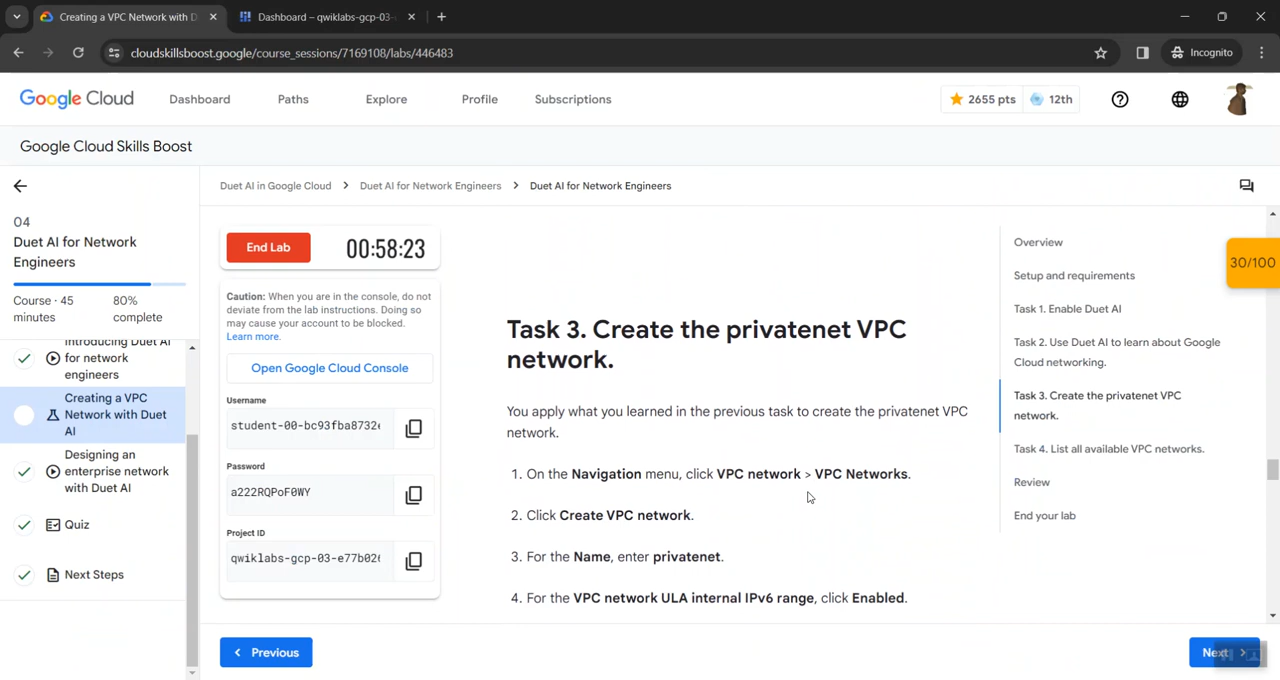 Creating a VPC Network with D
Dashboard – qwiklabs-gcp-03-
cloudskillsboost.google/course_sessions/7169108/labs/446483
Incognito
Google Cloud
Dashboard
Paths
Explore
Profile
Subscriptions
2655 pts
12th
Google Cloud Skills Boost
Duet AI in Google Cloud
Duet AI for Network Engineers
Duet AI for Network Engineers
04
Duet AI for Network
Engineers
Course · 45
minutes
80%
complete
Introducing Duet AI
for network
engineers
Creating a VPC
Network with Duet
AI
Designing an
enterprise network
with Duet AI
Quiz
Next Steps
End Lab
00:58:23
Caution: When you are in the console, do not
deviate from the lab instructions. Doing so
may cause your account to be blocked.
Learn more.
Open Google Cloud Console
Username
student-00-bc93fba8732e
Password
a222RQPoF0WY
Project ID
qwiklabs-gcp-03-e77b026
Task 3. Create the privatenet VPC
network.
You apply what you learned in the previous task to create the privatenet VPC
network.
1. On the Navigation menu, click VPC network > VPC Networks.
2. Click Create VPC network.
3. For the Name, enter privatenet.
4. For the VPC network ULA internal IPv6 range, click Enabled.
Overview
Setup and requirements
Task 1. Enable Duet AI
Task 2. Use Duet AI to learn about Google
Cloud networking.
Task 3. Create the privatenet VPC
network.
Task 4. List all available VPC networks.
Review
End your lab
30/100
Previous
Next